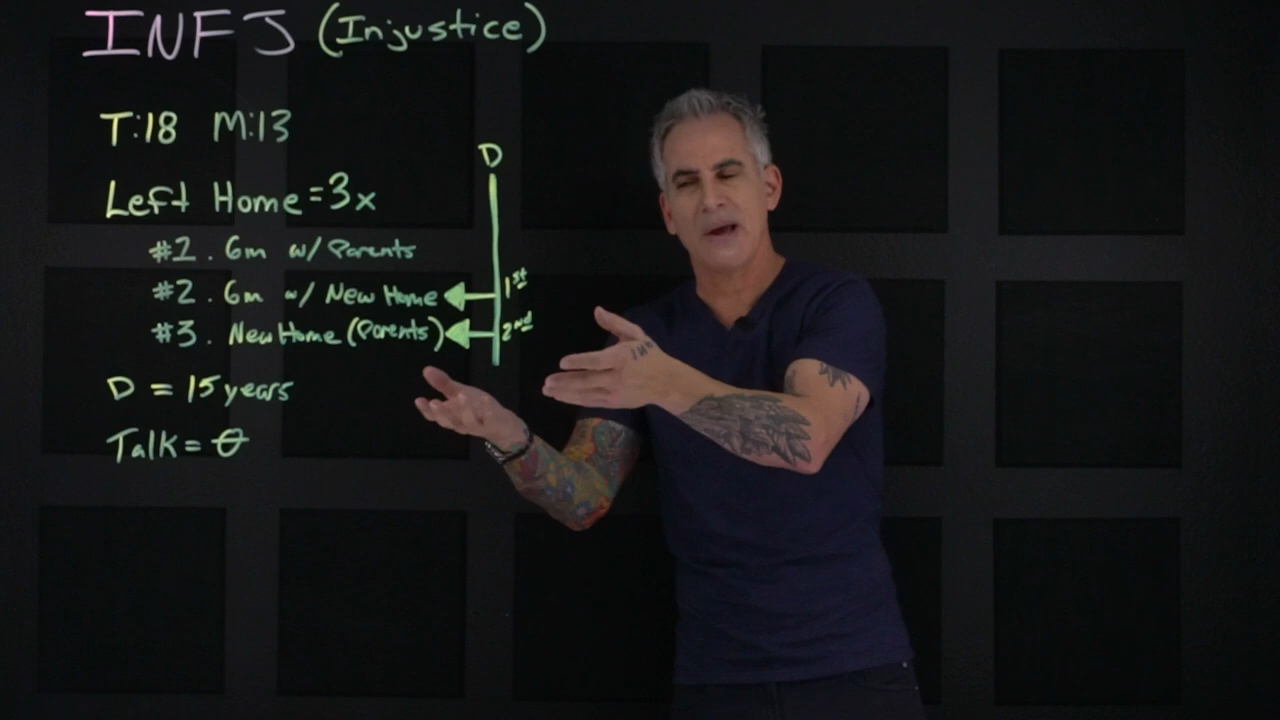 INFJ (Injustice)
T:18 M:13
Left Home = 3x
#1. 6m w/ Parents
#2. 6m w/ New Home
#3. New Home (Parents)
D = 15 years
Talk = 0
D
1st
2nd